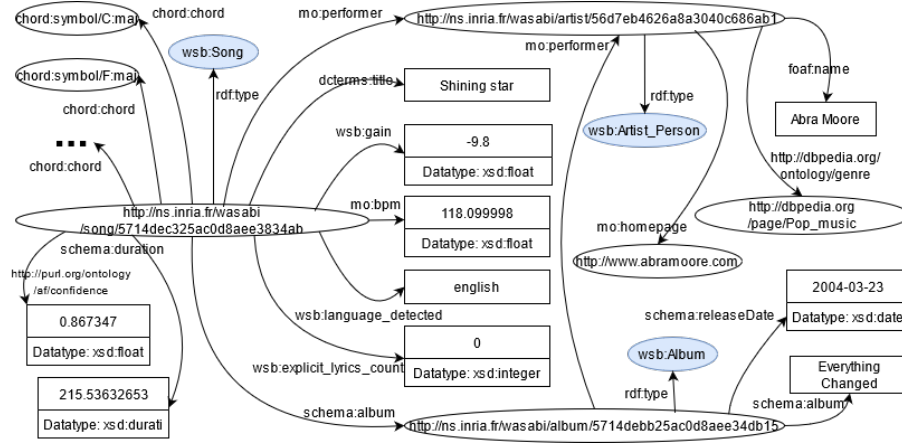 chord:symbol/C:maj
chord:chord
mo:performer
http://ns.inria.fr/wasabi/artist/56d7eb4626a8a3040c686ab1
mo:performer
wsb:Song
chord:symbol/F:maj
chord:chord
rdf:type
dcterms:title
Shining star
rdf:type
foaf:name
wsb:Artist_Person
Abra Moore
chord:chord
wsb:gain
-9.8
Datatype: xsd:float
http://dbpedia.org/
ontology/genre
http://ns.inria.fr/wasabi
/song/5714dec325ac0d8aee3834ab
mo:bpm
118.099998
Datatype: xsd:float
http://dbpedia.org
/page/Pop_music
schema:duration
mo:homepage
http://www.abramoore.com
http://purl.org/ontology
/af/confidence
english
wsb:language_detected
0.867347
Datatype: xsd:float
schema:releaseDate
2004-03-23
Datatype: xsd:date
0
Datatype: xsd:integer
wsb:explicit_lyrics_count
wsb:Album
rdf:type
Everything
Changed
215.53632653
Datatype: xsd:durati
schema:album
schema:album
http://ns.inria.fr/wasabi/album/5714debb25ac0d8aee34db15